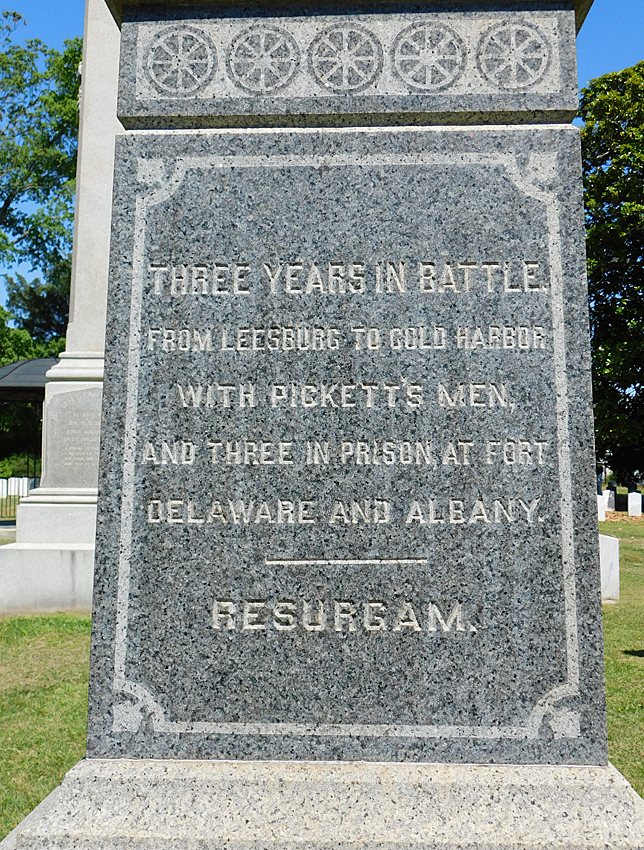 THREE YEARS IN BATTLE.
FROM LEESBURG TO COLD HARBOR
WITH PICKETT'S MEN,
AND THREE IN PRISON, AT FORT
DELAWARE AND ALBANY.
RESURGAM.